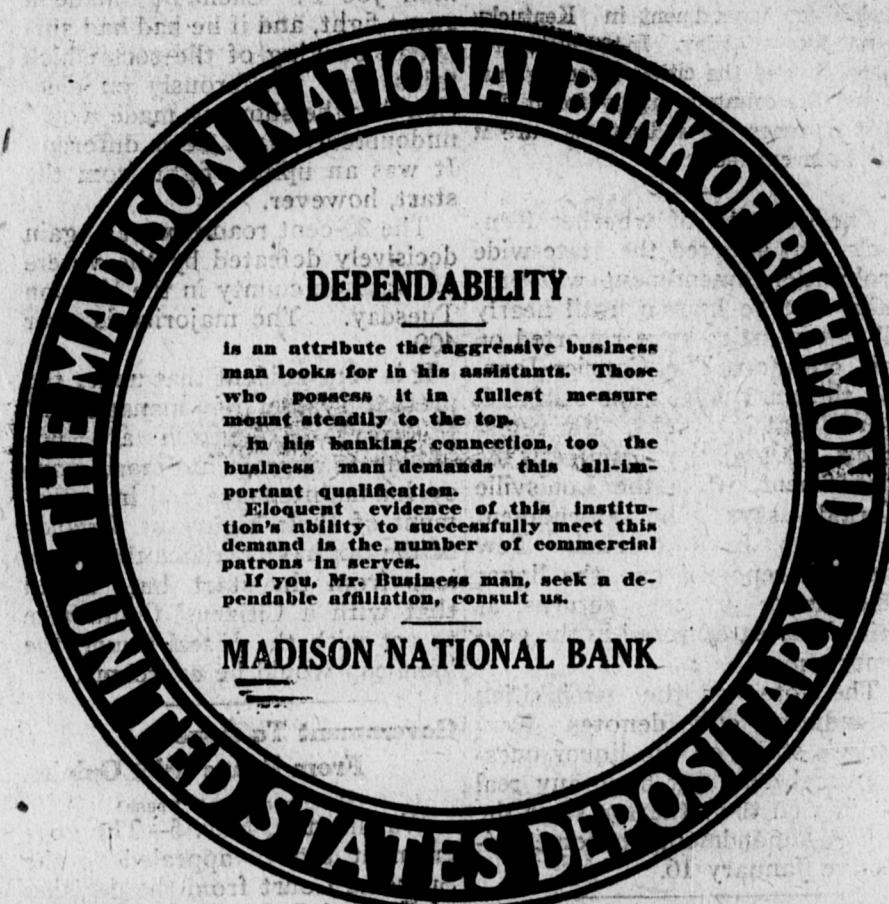 THE MADISON NATIONAL BANK OF RICHMOND
DEPENDABILITY
is an attribute the aggressive business
man looks for in his assistants. Those
who possess it in fullest measure
mount steadily to the top.
In his banking connection, too the
business man demands this all-im-
portant qualification.
Eloquent evidence of this institu-
tion's ability to successfully meet this
demand is the number of commercial
patrons in serves.
If you, Mr. Business man, seek a de-
pendable affiliation, consult us.
MADISON NATIONAL BANK
· UNITED STATES DEPOSITARY ·